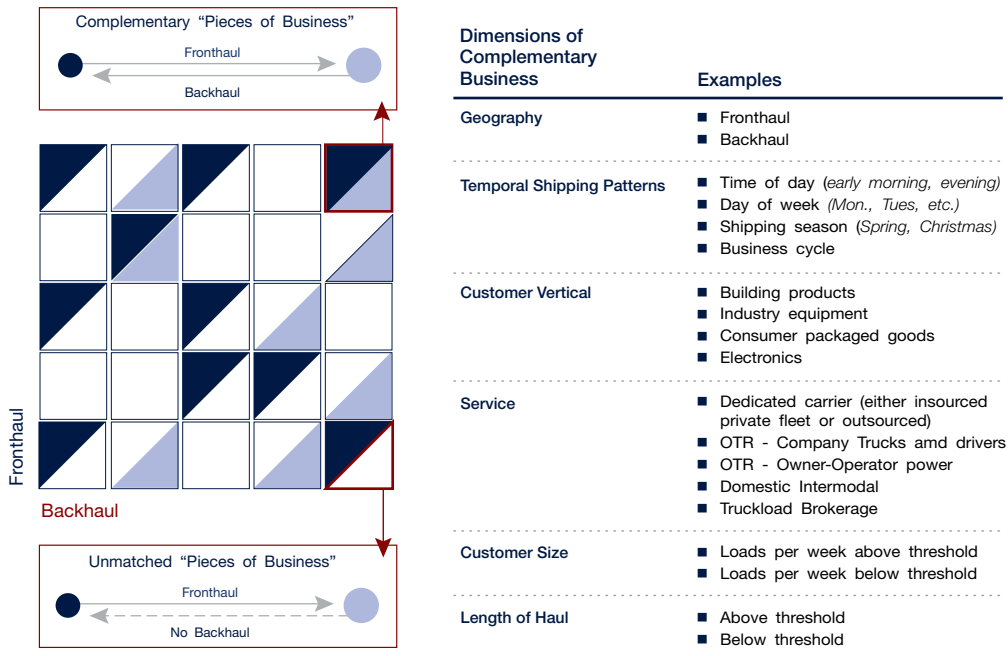 Complementary “Pieces of Business”
Fronthaul
Backhaul
Fronthaul
Backhaul
Unmatched “Pieces of Business”
Fronthaul
No Backhaul
Dimensions of
Complementary
Business
Examples
Geography
■ Fronthaul
■ Backhaul
Temporal Shipping Patterns
■ Time of day (early morning, evening)
■ Day of week (Mon., Tues, etc.)
■ Shipping season (Spring, Christmas)
■ Business cycle
Customer Vertical
■ Building products
■ Industry equipment
■ Consumer packaged goods
■ Electronics
Service
■ Dedicated carrier (either insourced
private fleet or outsourced)
■ OTR - Company Trucks amd drivers
■ OTR - Owner-Operator power
■ Domestic Intermodal
■ Truckload Brokerage
Customer Size
■ Loads per week above threshold
■ Loads per week below threshold
Length of Haul
■ Above threshold
■ Below threshold